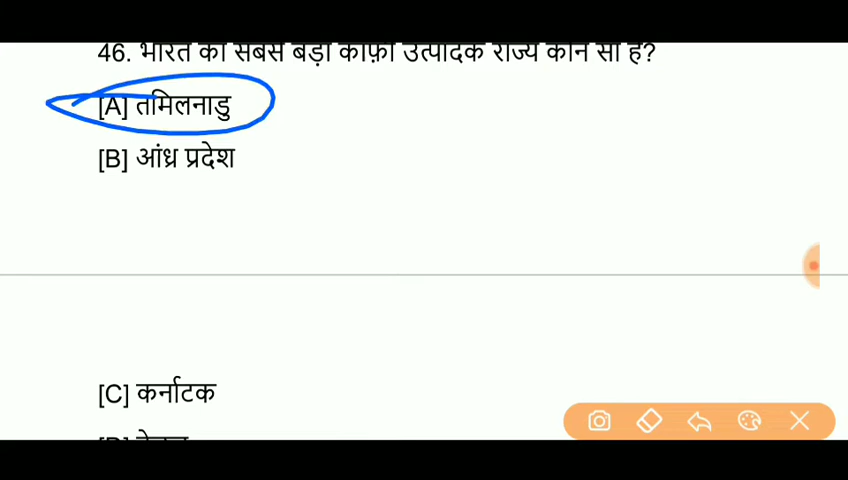 46. भारत का सबसे बड़ा काफ़ी उत्पादक राज्य कौन सा है?
[A] तमिलनाडु
[B] आंध्र प्रदेश
[C] कर्नाटक